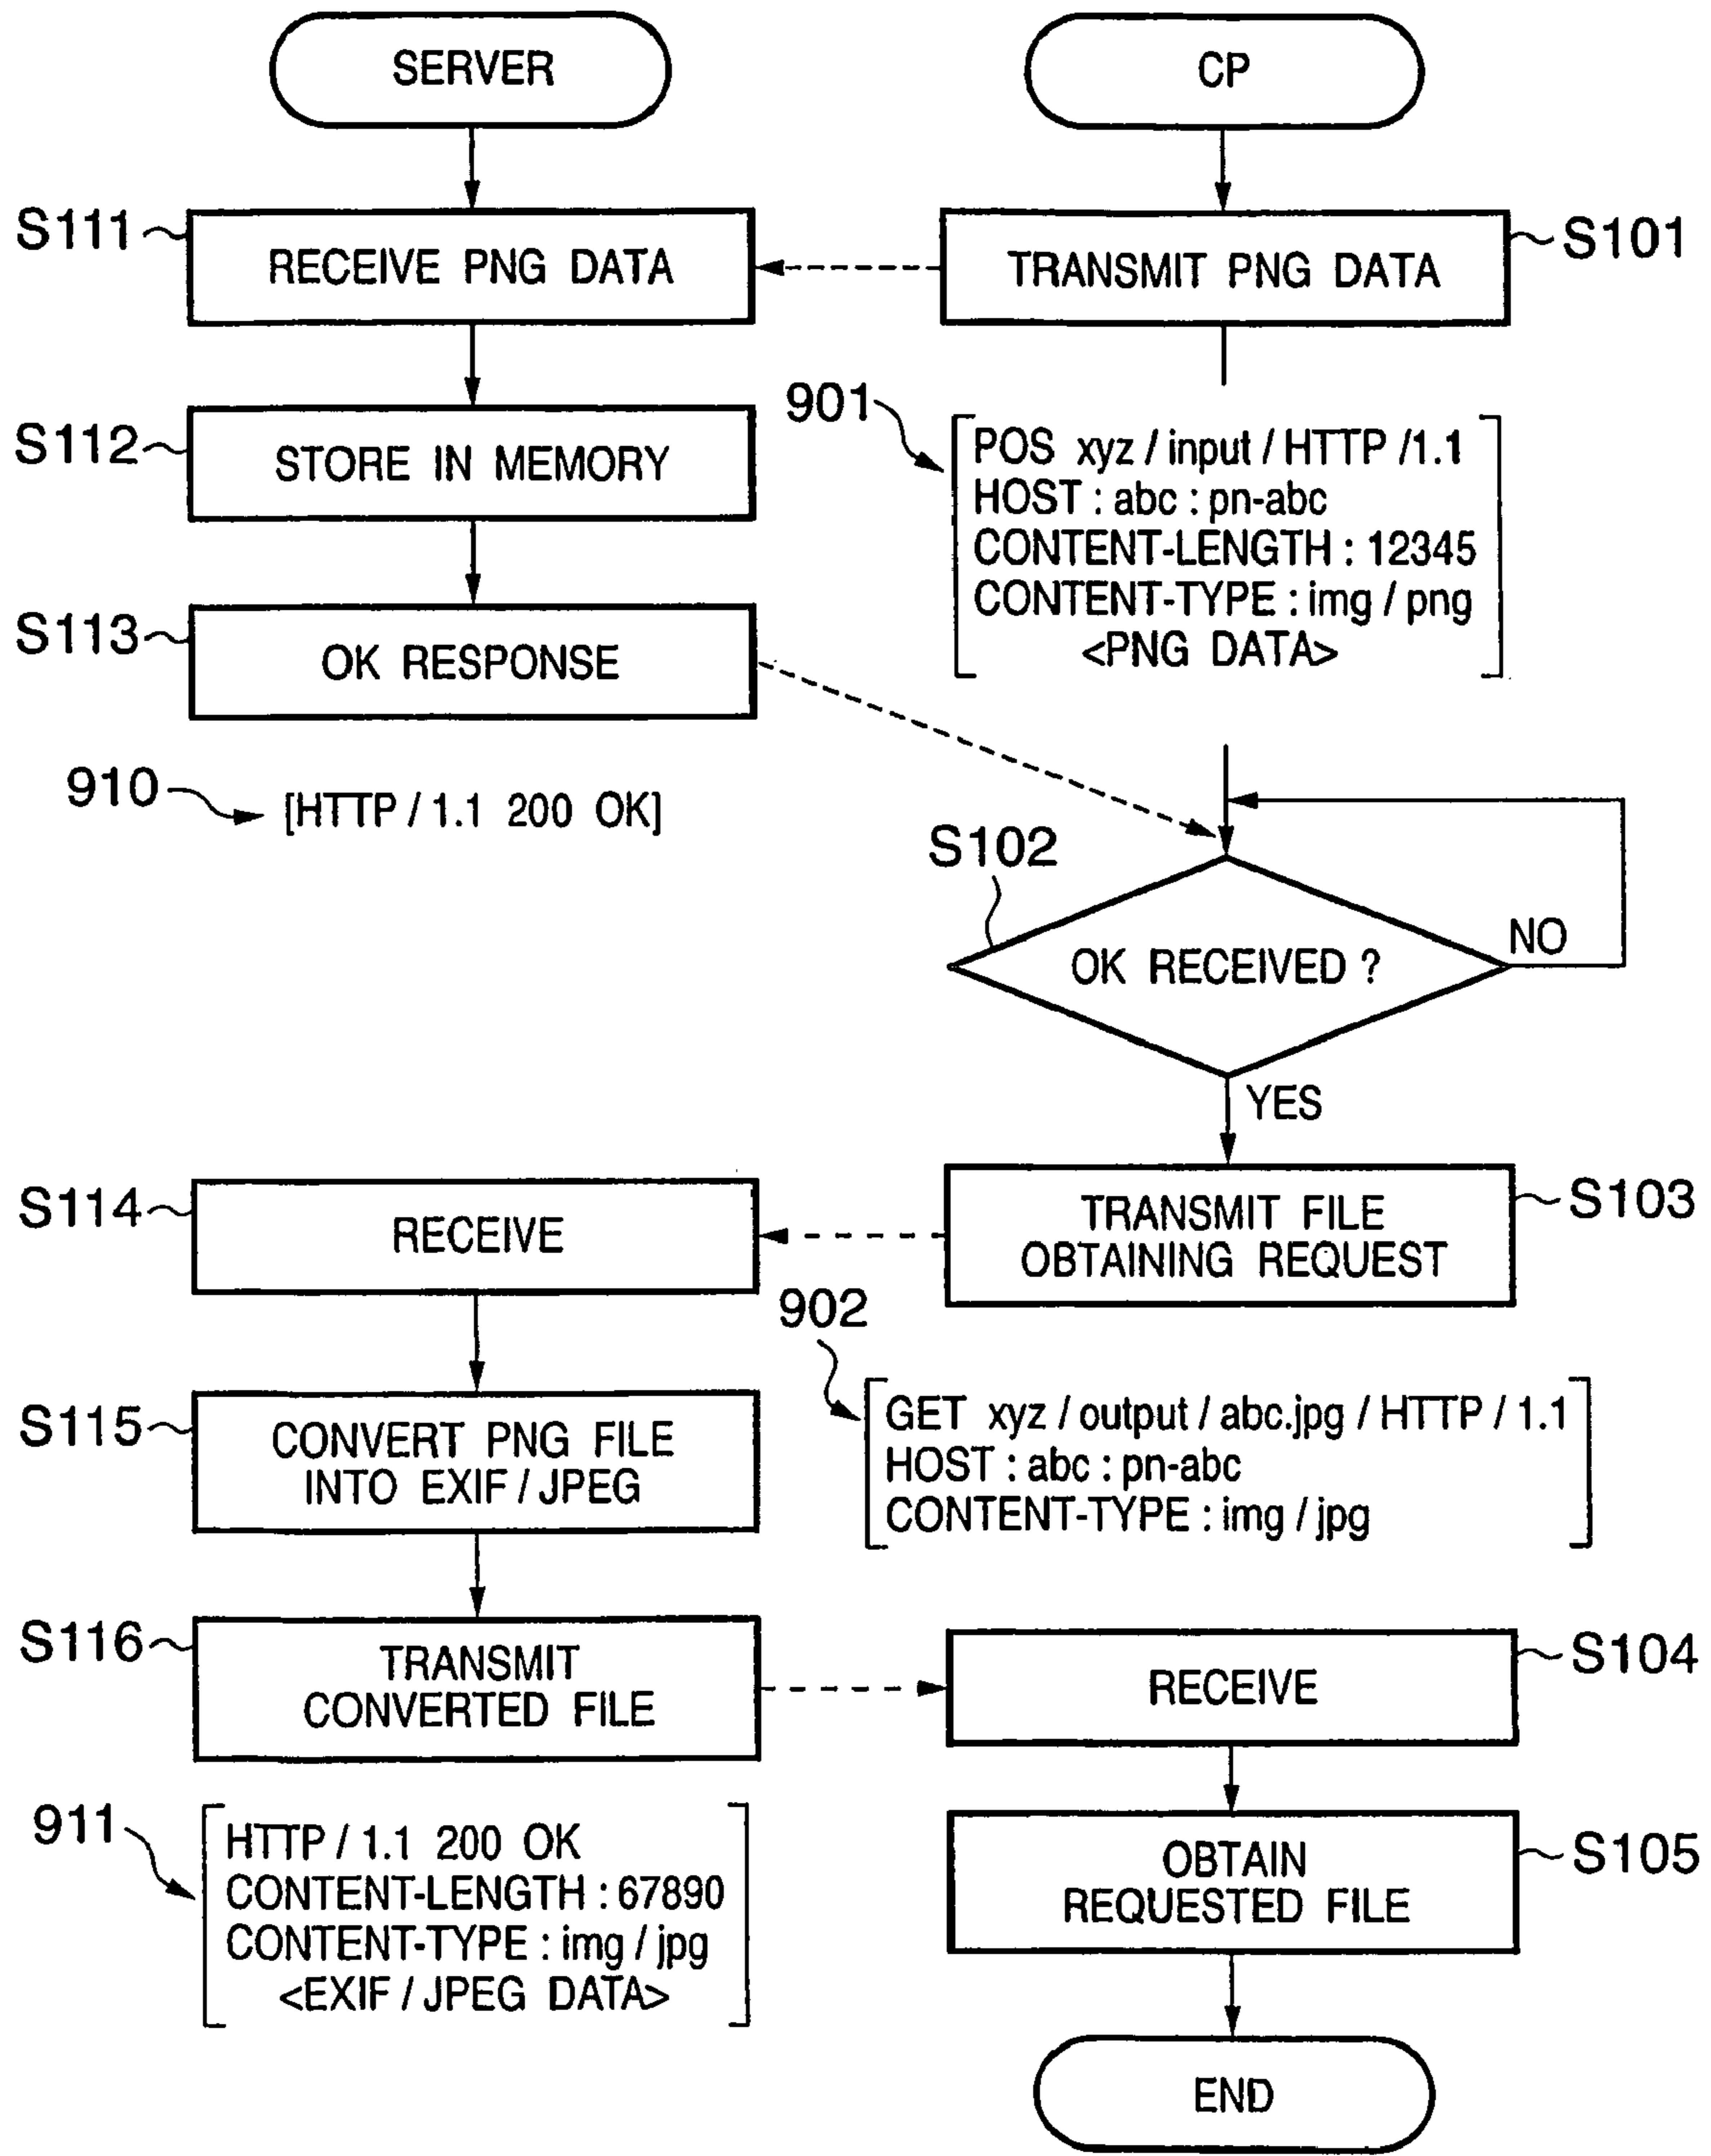 SERVER
CP
S111
RECEIVE PNG DATA
TRANSMIT PNG DATA
S101
S112
STORE IN MEMORY
901
POS xyz / input / HTTP /1.1
HOST : abc : pn-abc
CONTENT-LENGTH : 12345
CONTENT-TYPE : img / png
<PNG DATA>
S113
OK RESPONSE
910
[HTTP / 1.1 200 OK]
S102
OK RECEIVED ?
NO
YES
S114
RECEIVE
TRANSMIT FILE
OBTAINING REQUEST
S103
902
GET xyz / output / abc.jpg / HTTP / 1.1
HOST : abc : pn-abc
CONTENT-TYPE : img / jpg
S115
CONVERT PNG FILE
INTO EXIF / JPEG
S116
TRANSMIT
CONVERTED FILE
RECEIVE
S104
911
HTTP / 1.1 200 OK
CONTENT-LENGTH : 67890
CONTENT-TYPE : img / jpg
<EXIF / JPEG DATA>
OBTAIN
REQUESTED FILE
S105
END